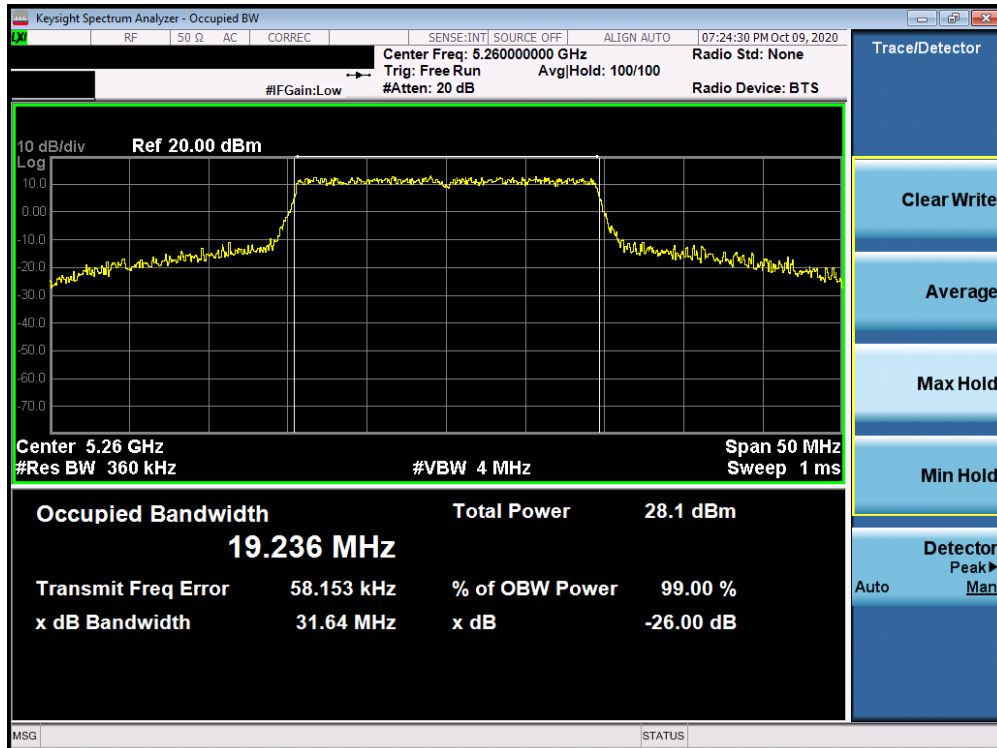 Keysight Spectrum Analyzer - Occupied BW
LXI RF 50 Ω AC CORREC SENSE:INT SOURCE OFF ALIGN AUTO 07:24:30 PM Oct 09, 2020
Center Freq: 5.260000000 GHz Radio Std: None
Trig: Free Run Avg|Hold: 100/100
#IFGain:Low #Atten: 20 dB Radio Device: BTS
Trace/Detector
10 dB/div Ref 20.00 dBm
Log
10.0
0.00
-10.0
-20.0
-30.0
-40.0
-50.0
-60.0
-70.0
Center 5.26 GHz Span 50 MHz
#Res BW 360 kHz #VBW 4 MHz Sweep 1 ms
Occupied Bandwidth Total Power 28.1 dBm
19.236 MHz
Transmit Freq Error 58.153 kHz % of OBW Power 99.00 %
x dB Bandwidth 31.64 MHz x dB -26.00 dB
Clear Write
Average
Max Hold
Min Hold
Detector
Peak▶
Auto Man
MSG STATUS